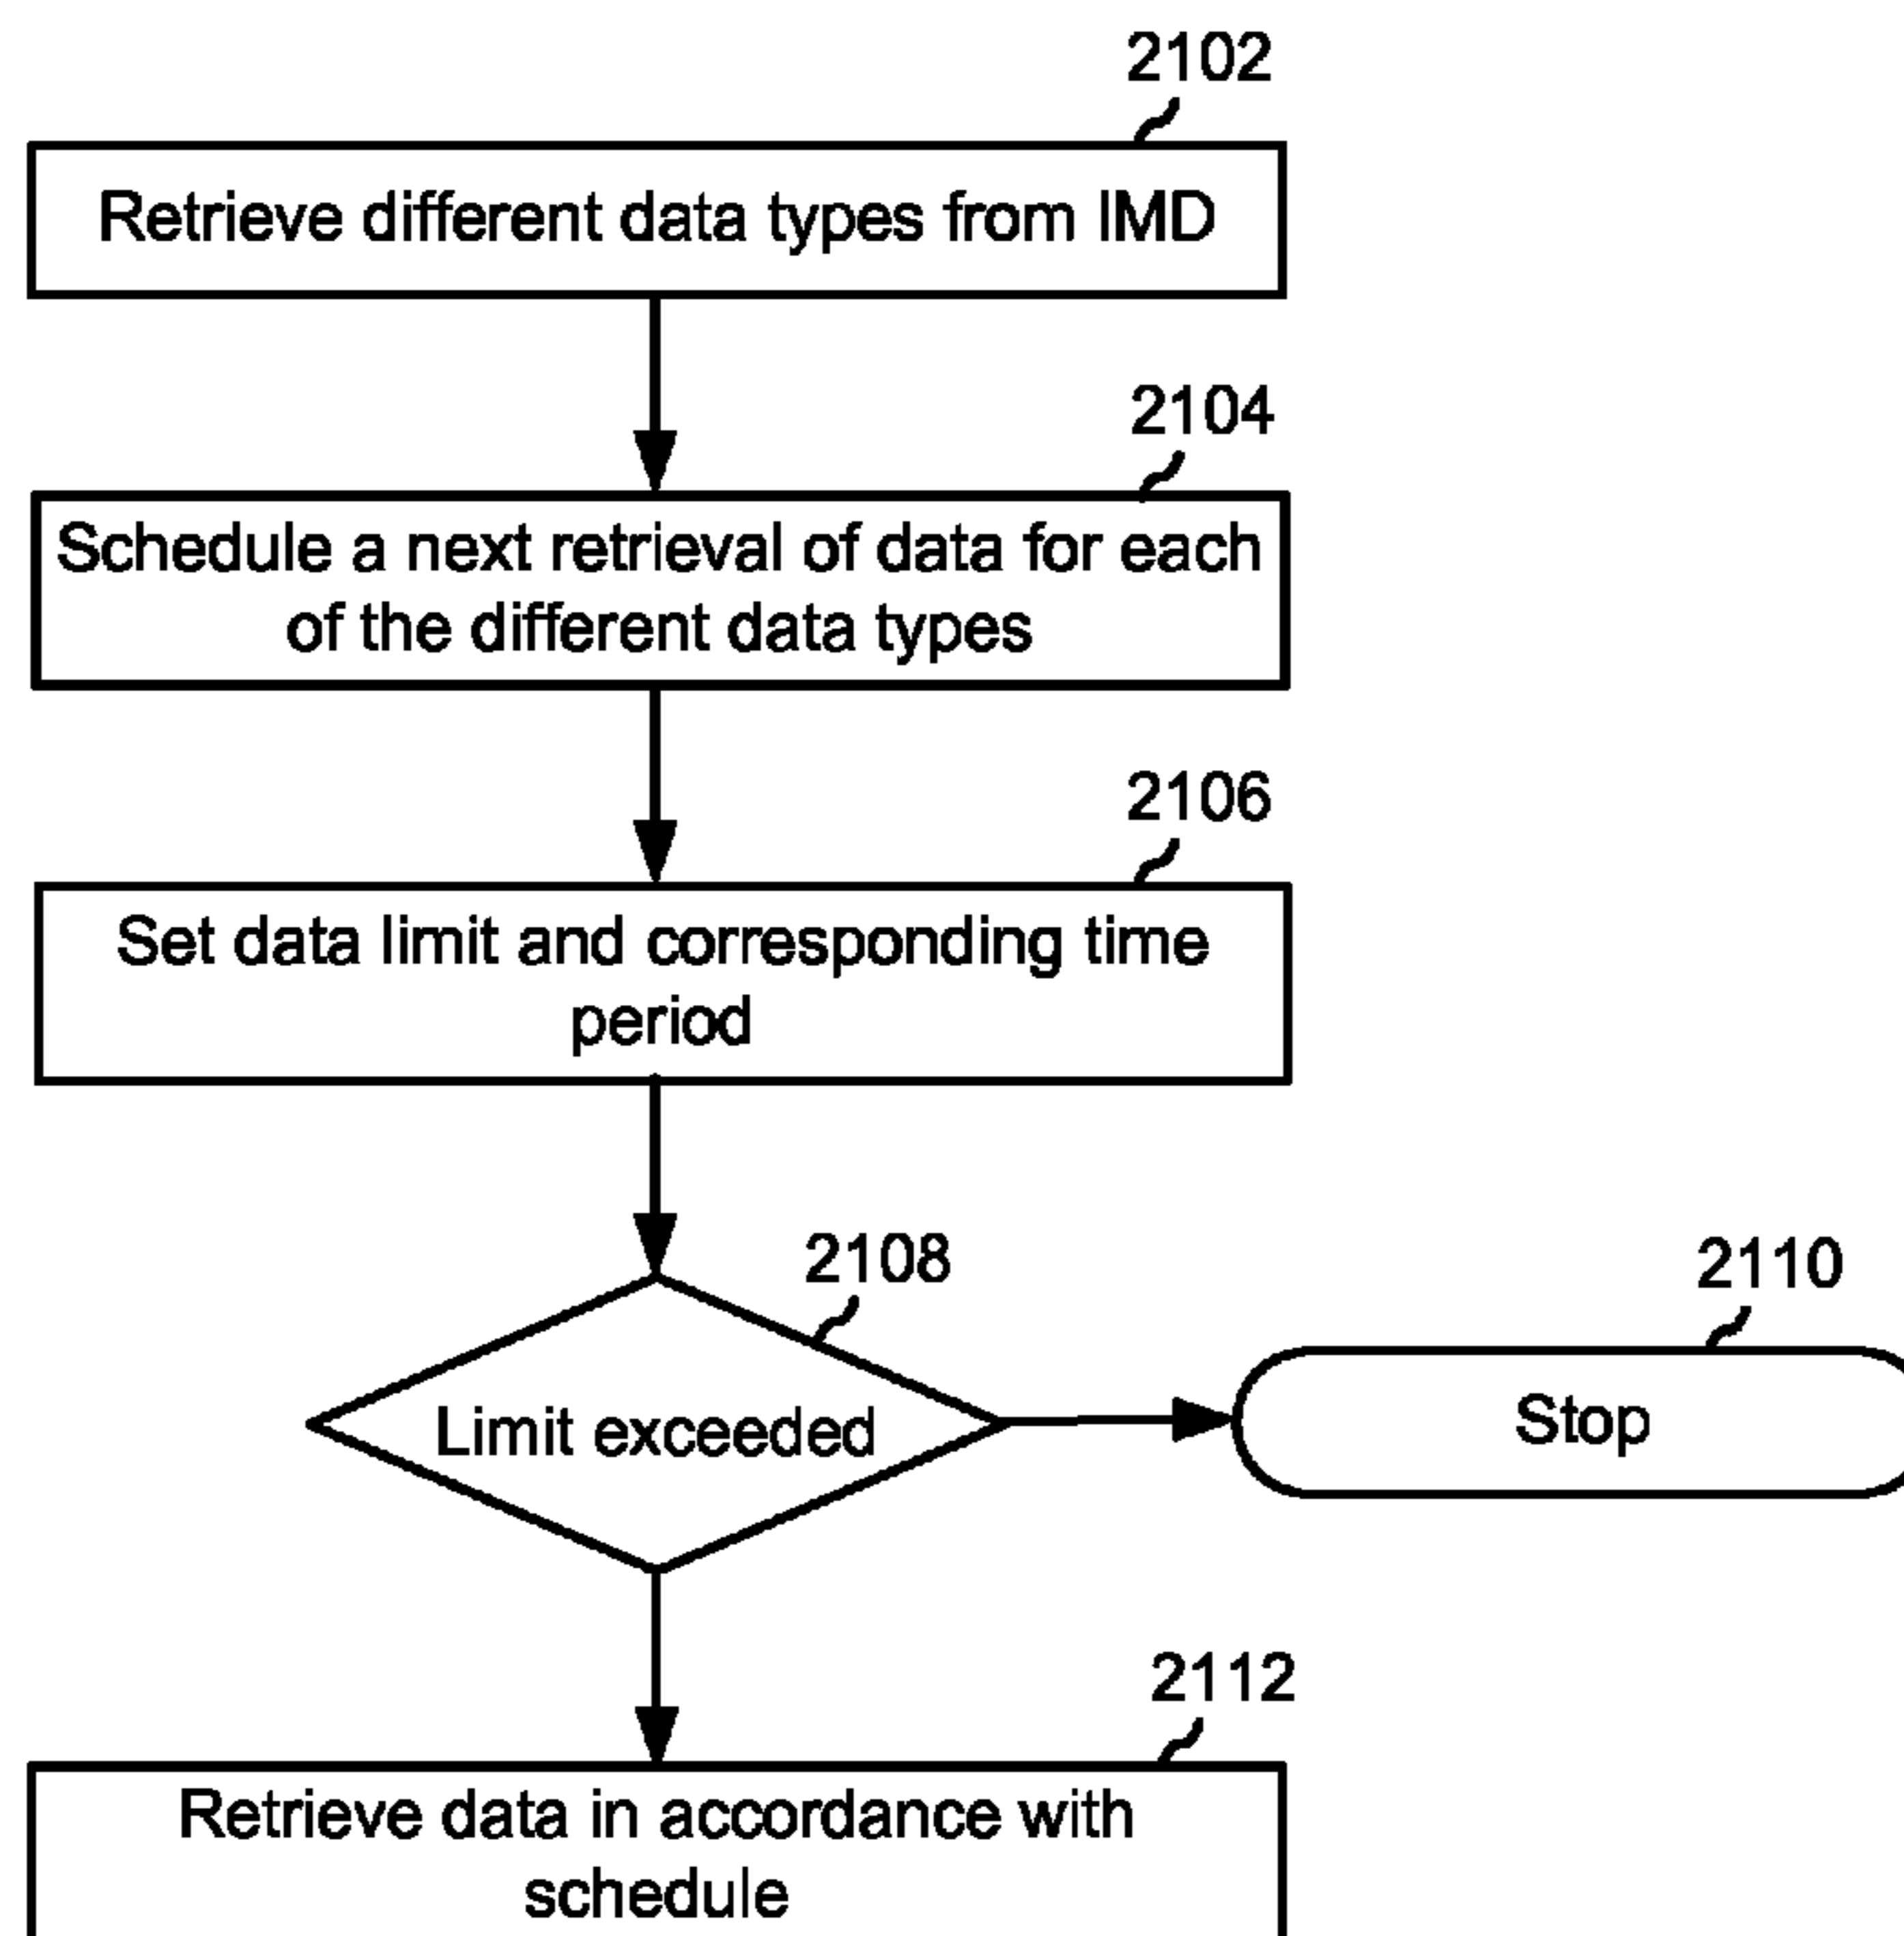 2102
Retrieve different data types from IMD
2104
Schedule a next retrieval of data for each
of the different data types
2106
Set data limit and corresponding time
period
2108
Limit exceeded
2110
Stop
2112
Retrieve data in accordance with
schedule